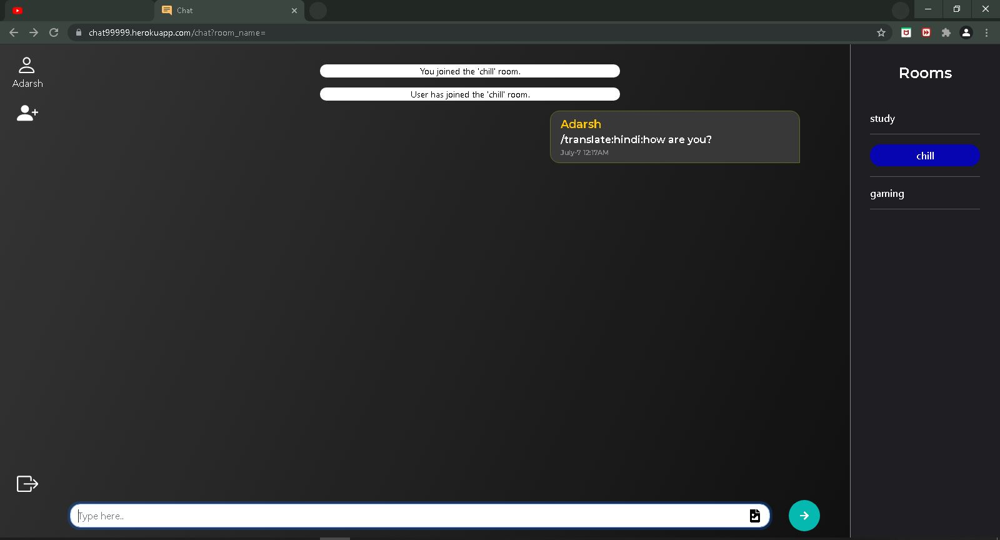 Chat
chat99999.herokuapp.com/chat?room_name=
Adarsh
You joined the 'chill' room.
User has joined the 'chill' room.
Adarsh
/translate:hindi:how are you?
July-7 12:17AM
Type here..
Rooms
study
chill
gaming